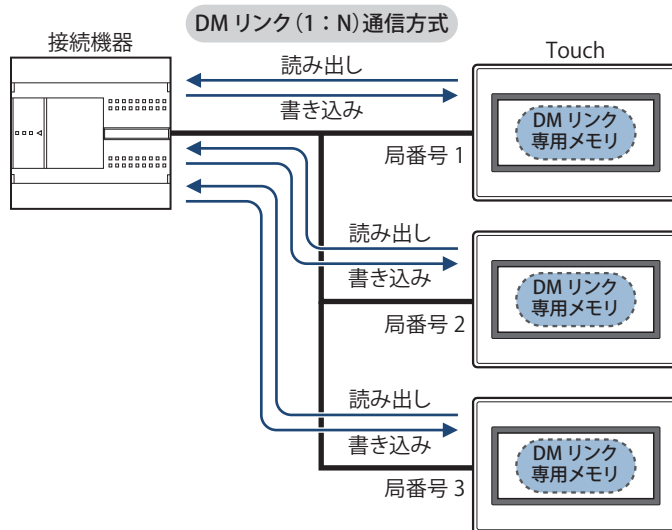 DM リンク(1:N)通信方式
接続機器
Touch
読み出し
書き込み
DM リンク
専用メモリ
局番号 1
読み出し
書き込み
DM リンク
専用メモリ
局番号 2
読み出し
書き込み
DM リンク
専用メモリ
局番号 3